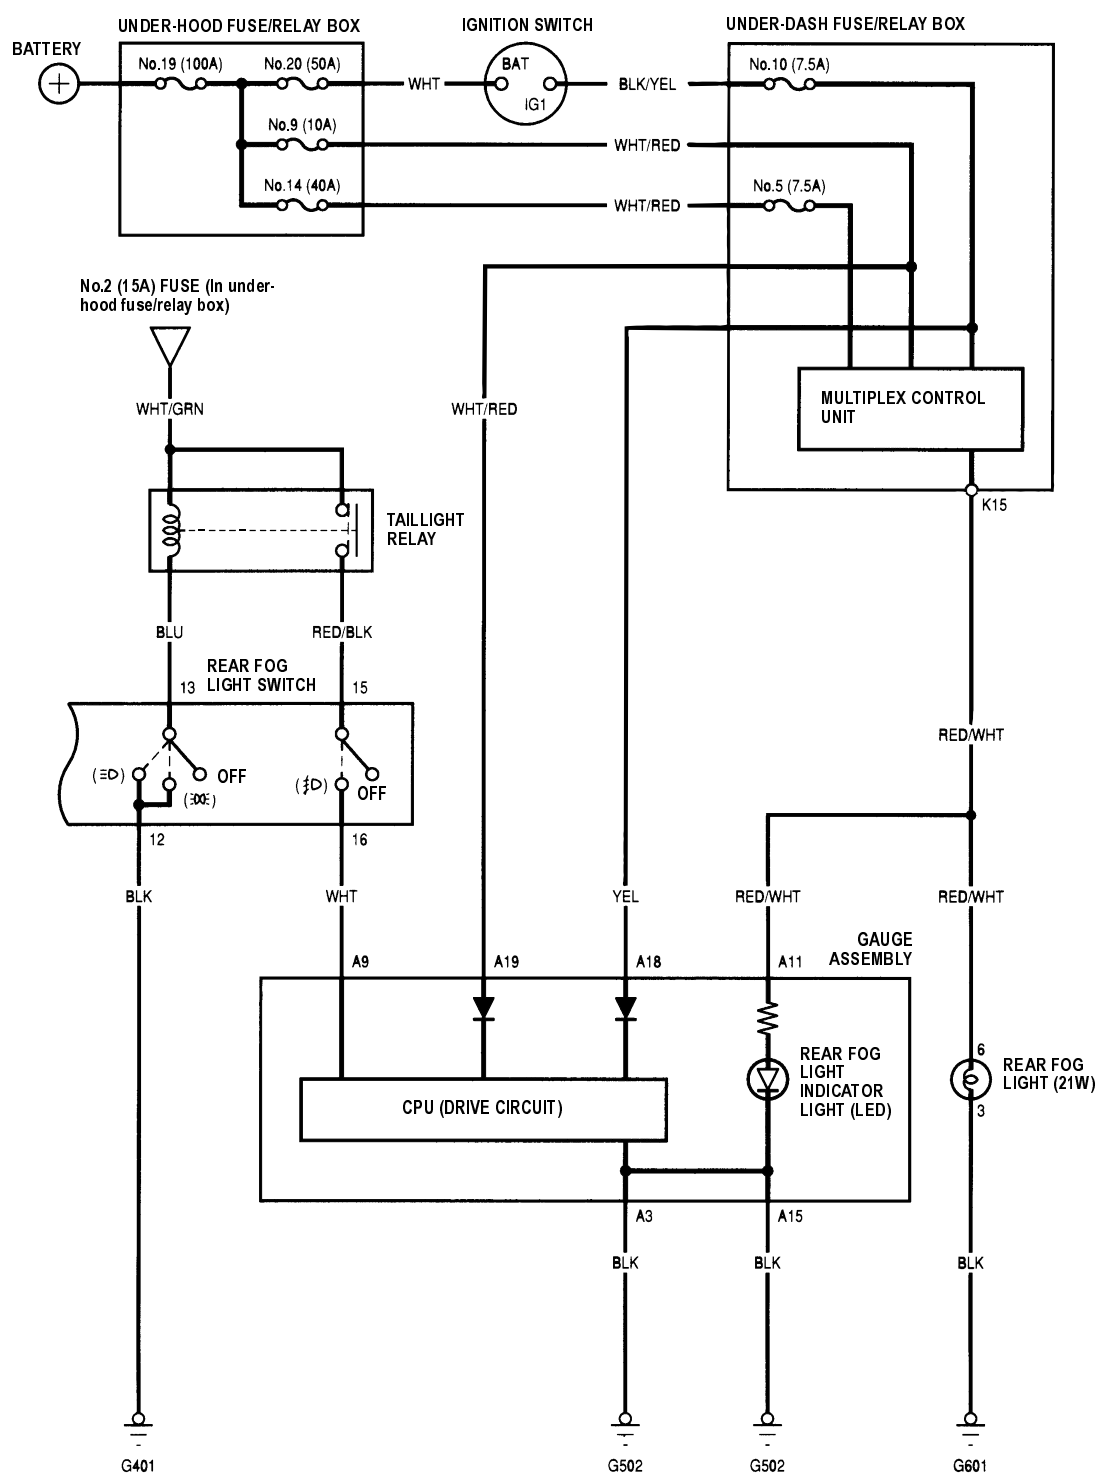 UNDER-HOOD FUSE/RELAY BOX
IGNITION SWITCH
UNDER-DASH FUSE/RELAY BOX
BATTERY
No.19 (100A)
No.20 (50A)
WHT
BAT
IG1
BLK/YEL
No.10 (7.5A)
No.9 (10A)
WHT/RED
No.14 (40A)
WHT/RED
No.5 (7.5A)
No.2 (15A) FUSE (In under-
hood fuse/relay box)
WHT/GRN
WHT/RED
MULTIPLEX CONTROL
UNIT
K15
TAILLIGHT
RELAY
BLU
RED/BLK
REAR FOG
LIGHT SWITCH
13
15
RED/WHT
OFF
OFF
12
16
BLK
WHT
YEL
RED/WHT
RED/WHT
GAUGE
ASSEMBLY
A9
A19
A18
A11
REAR FOG
LIGHT
INDICATOR
LIGHT (LED)
6
REAR FOG
LIGHT (21W)
3
CPU (DRIVE CIRCUIT)
A3
A15
BLK
BLK
BLK
G401
G502
G502
G601